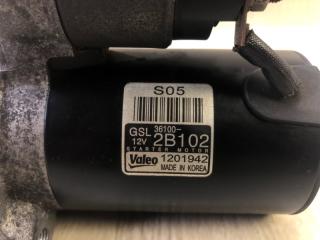 S05
GSL 36100-
12V 2B102
STARTER MOTOR
Valeo 1201942
MADE IN KOREA